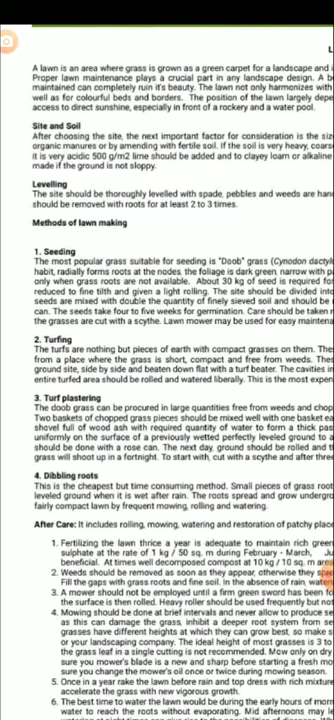 L
A lawn is an area where grass is grown as a green carpet for a landscape and i
Proper lawn maintenance plays a crucial part in any landscape design. A b
maintained can completely ruin it's beauty. The lawn not only harmonizes with
well as for colourful beds and borders. The position of the lawn largely depe
access to direct sunshine, especially in front of a rockery and a water pool.
Site and Soil
After choosing the site, the next important factor for consideration is the siz
organic manures or by amending with fertile soil. If the soil is very heavy, coars
it is very acidic 500 g/m2 lime should be added and to clayey loam or alkaline
made if the ground is not sloppy.
Levelling
The site should be thoroughly levelled with spade, pebbles and weeds are han
should be removed with roots for at least 2 to 3 times.
Methods of lawn making
1. Seeding
The most popular grass suitable for seeding is "Doob" grass (Cynodon dactyl
habit, radially forms roots at the nodes, the foliage is dark green, narrow with p
only when grass roots are not available. About 30 kg of seed is required for
reduced to fine tilth and given a light rolling. The site should be divided into
seeds are mixed with double the quantity of finely sieved soil and should be
can. The seeds take four to five weeks for germination. Care should be taken r
the grasses are cut with a scythe. Lawn mower may be used for easy maintena
2. Turfing
The turfs are nothing but pieces of earth with compact grasses on them. The
from a place where the grass is short, compact and free from weeds. Thes
ground site, side by side and beaten down flat with a turf beater. The cavities in
entire turfed area should be rolled and watered liberally. This is the most expen
3. Turf plastering
The doob grass can be procured in large quantities free from weeds and chop
Two baskets of chopped grass pieces should be mixed well with one basket ea
shovel full of wood ash with required quantity of water to form a thick pas
uniformly on the surface of a previously wetted perfectly leveled ground to a
should be done with a rose can. The next day, ground should be rolled and t
grass will shoot up in a fortnight. To start with, cut with a scythe and after three
4. Dibbling roots
This is the cheapest but time consuming method. Small pieces of grass root
leveled ground when it is wet after rain. The roots spread and grow undergro
fairly compact lawn by frequent mowing, rolling and watering.
After Care: It includes rolling, mowing, watering and restoration of patchy place
1. Fertilizing the lawn thrice a year is adequate to maintain rich green
sulphate at the rate of 1 kg / 50 sq. m during February - March, Ju
beneficial. At times well decomposed compost at 10 kg / 10 sq. m area
2. Weeds should be removed as soon as they appear, otherwise they spre
Fill the gaps with grass roots and fine soil. In the absence of rain, water
3. A mower should not be employed until a firm green sword has been fo
the surface is then rolled. Heavy roller should be used frequently but not
4. Mowing should be done at brief intervals and never allow to produce se
as this can damage the grass, inhibit a deeper root system from se
grasses have different heights at which they can grow best, so make s
or your landscaping company. The ideal height of most grasses is 3 to
the grass leaf in a single cutting is not recommended. Mow only on dry
sure you mower's blade is a new and sharp before starting a fresh mo
sure you change the mower's oil once or twice during mowing season.
5. Once in a year rake the lawn before rain and top dress with rich mixture
accelerate the grass with new vigorous growth.
6. The best time to water the lawn would be during the early hours of morn
water to reach the roots without evaporating. Mid afternoons may le